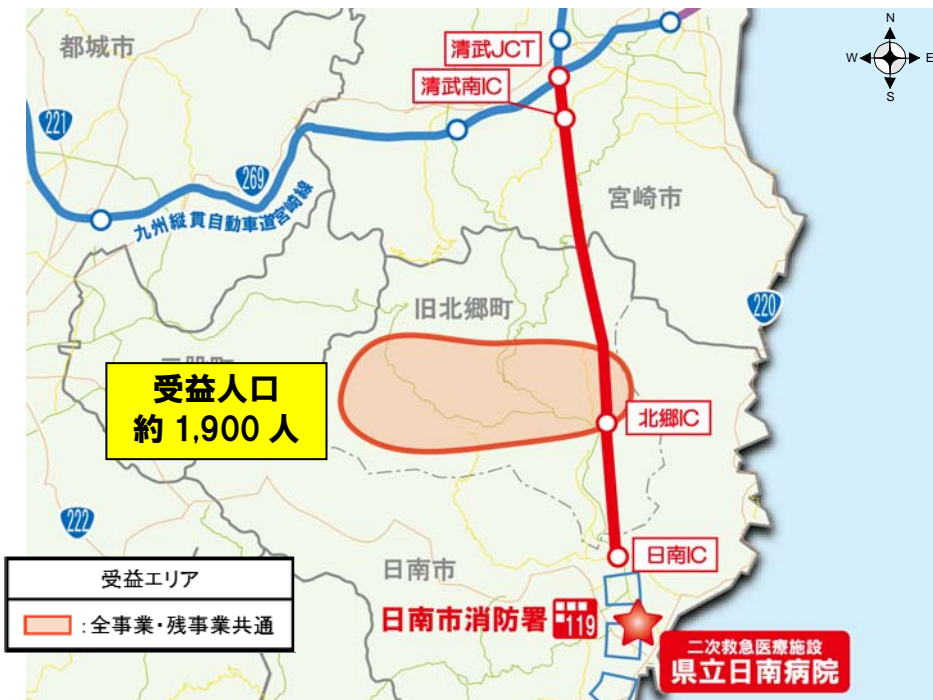 都城市
清武JCT
清武南IC
N
W
E
S
221
269
九州縦貫自動車道宮崎線
宮崎市
220
旧北郷町
受益人口
約 1,900 人
北郷IC
222
日南市
日南IC
受益エリア
:全事業・残事業共通
日南市消防署
119
二次救急医療施設
県立日南病院